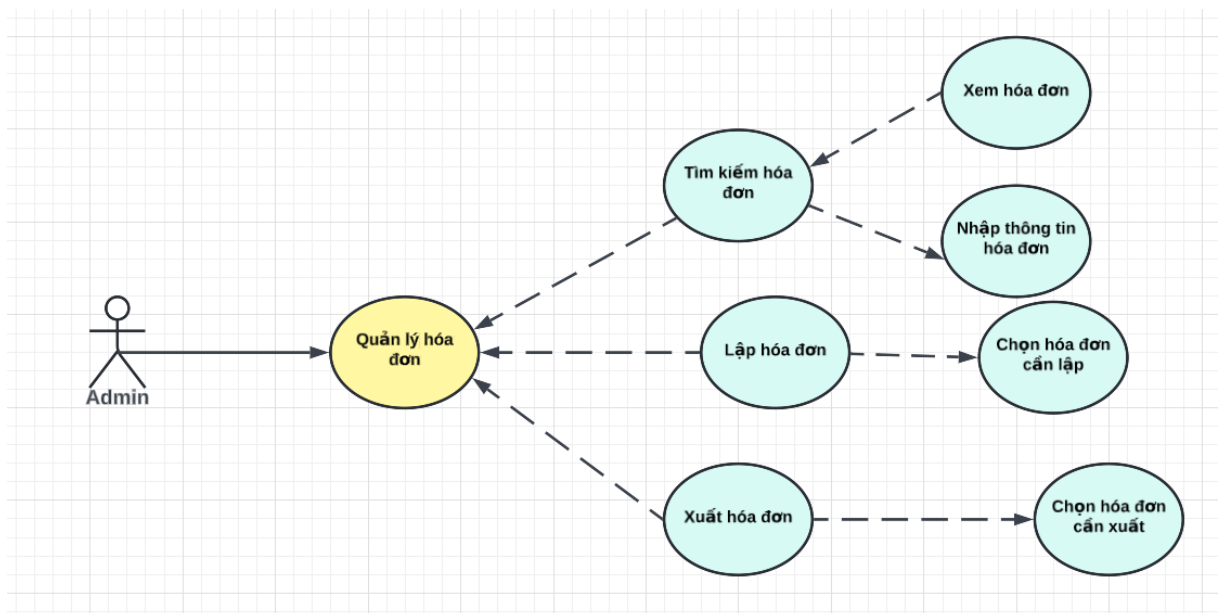 Xem hóa đơn
Tìm kiếm hóa
đơn
Nhập thông tin
hóa đơn
Quản lý hóa
đơn
Lập hóa đơn
Chọn hóa đơn
cần lập
Admin
Xuất hóa đơn
Chọn hóa đơn
cần xuất